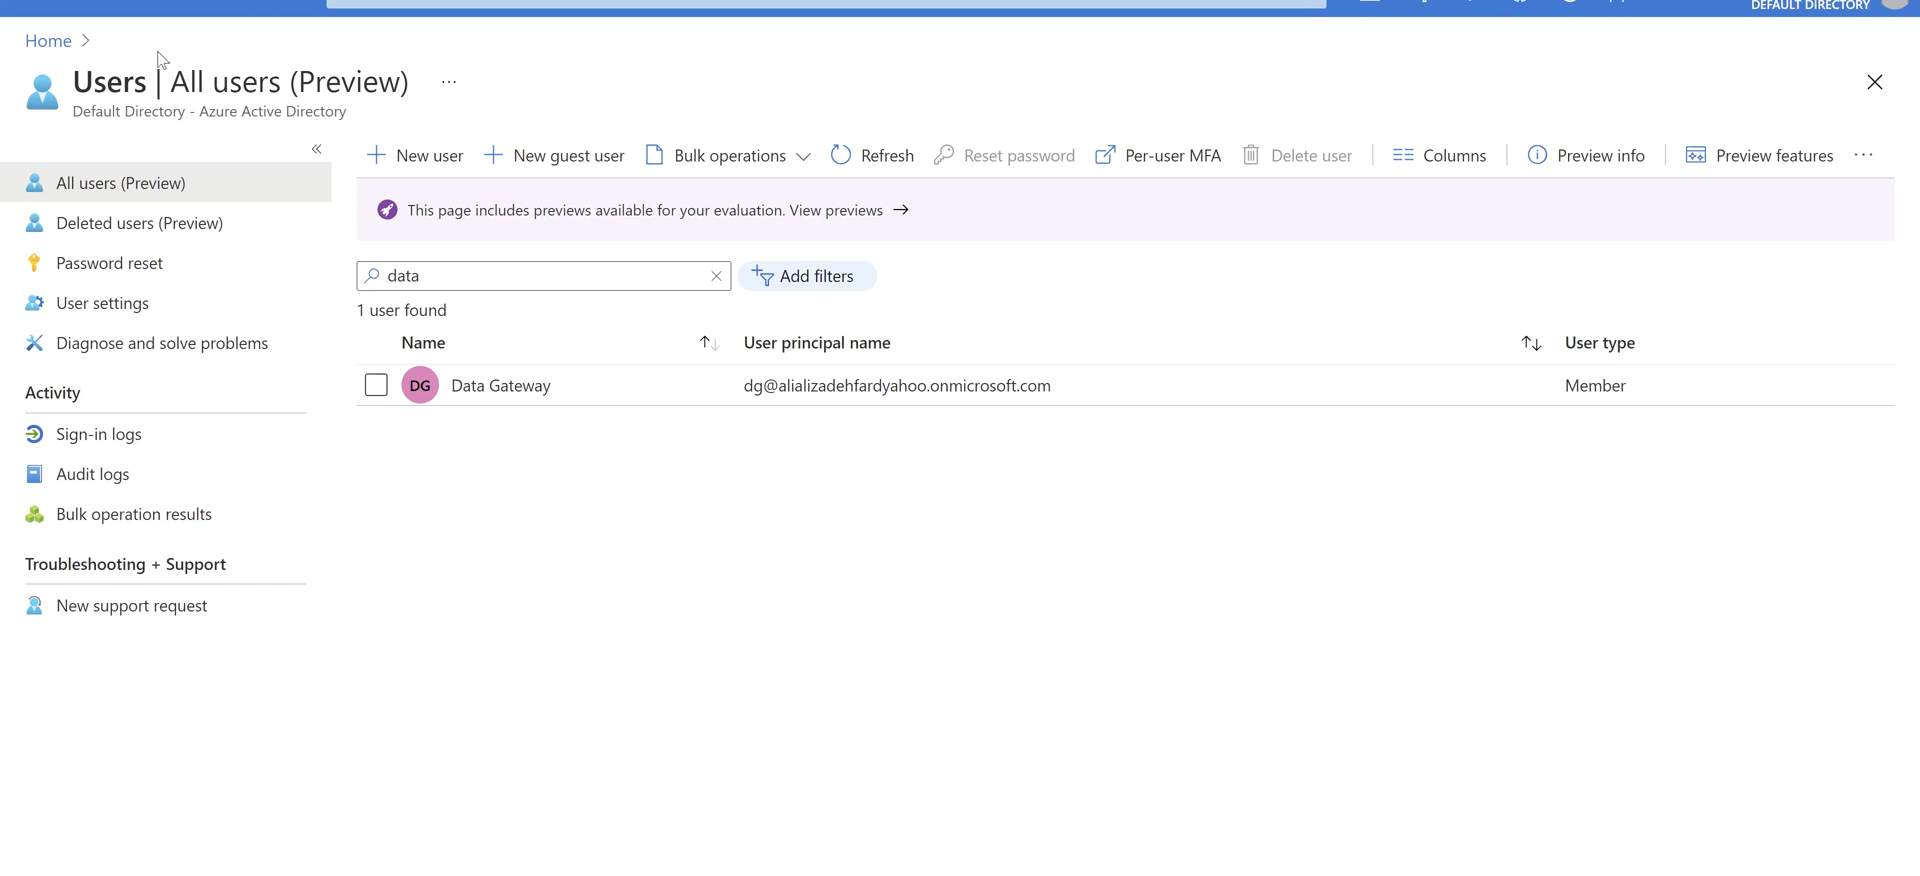 DEFAULT DIRECTORY
Home
Users | All users (Preview) ...
Default Directory - Azure Active Directory
«
New user
New guest user
Bulk operations
Refresh
Reset password
Per-user MFA
Delete user
Columns
Preview info
Preview features
...
All users (Preview)
Deleted users (Preview)
Password reset
User settings
Diagnose and solve problems
Activity
Sign-in logs
Audit logs
Bulk operation results
Troubleshooting + Support
New support request
This page includes previews available for your evaluation. View previews →
data
Add filters
1 user found
Name
User principal name
User type
DG
Data Gateway
dg@alializadehfardyahoo.onmicrosoft.com
Member